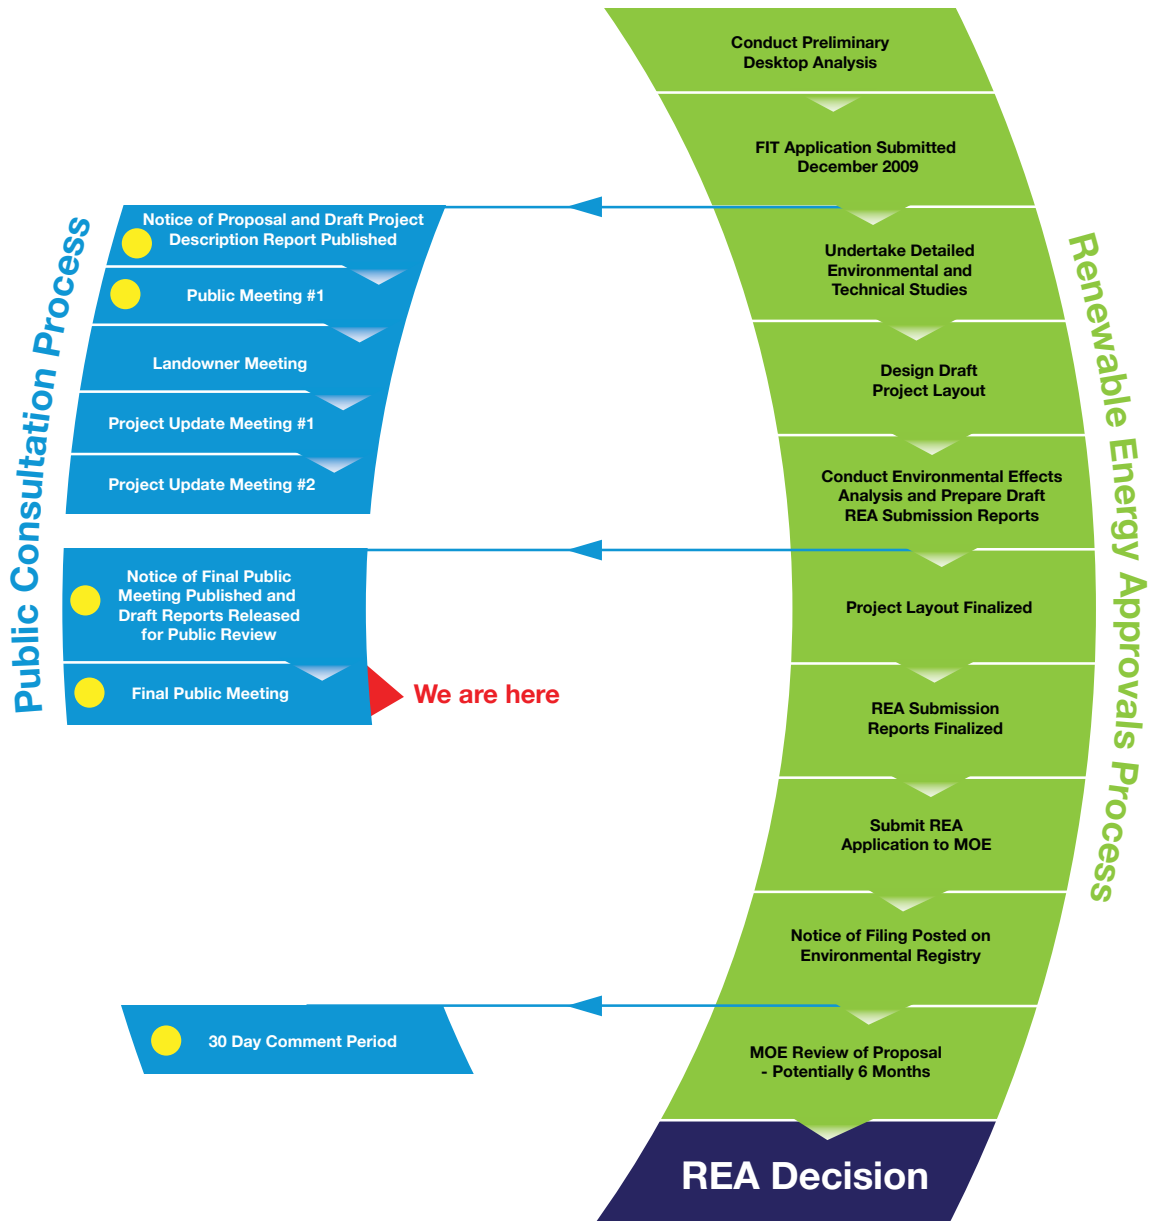 Public Consultation Process
Notice of Proposal and Draft Project
Description Report Published
Public Meeting #1
Landowner Meeting
Project Update Meeting #1
Project Update Meeting #2
Notice of Final Public
Meeting Published and
Draft Reports Released
for Public Review
Final Public Meeting
We are here
30 Day Comment Period
Renewable Energy Approvals Process
Conduct Preliminary
Desktop Analysis
FIT Application Submitted
December 2009
Undertake Detailed
Environmental and
Technical Studies
Design Draft
Project Layout
Conduct Environmental Effects
Analysis and Prepare Draft
REA Submission Reports
Project Layout Finalized
REA Submission
Reports Finalized
Submit REA
Application to MOE
Notice of Filing Posted on
Environmental Registry
MOE Review of Proposal
- Potentially 6 Months
REA Decision